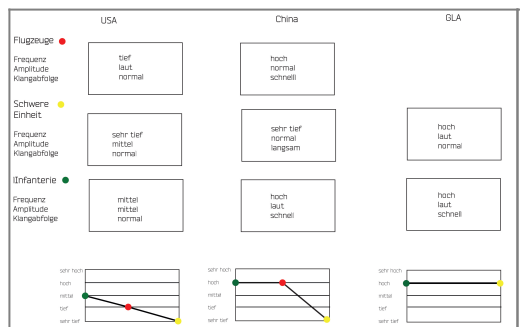 USA
China
GLA
Flugzeuge
Frequenz
Amplitude
Klangabfolge
tief
laut
normal
hoch
normal
schnelll
Schwere
Einheit
Frequenz
Amplitude
Klangabfolge
sehr tief
mittel
normal
sehr tief
normal
langsam
hoch
laut
normal
IInfanterie
Frequenz
Amplitude
Klangabfolge
mittel
mittel
normal
hoch
laut
schnell
hoch
laut
schnell
sehr hoch
hoch
mittel
tief
sehr tief
sehr hoch
hoch
mittel
tief
sehr tief
sehr hoch
hoch
mittel
tief
sehr tief